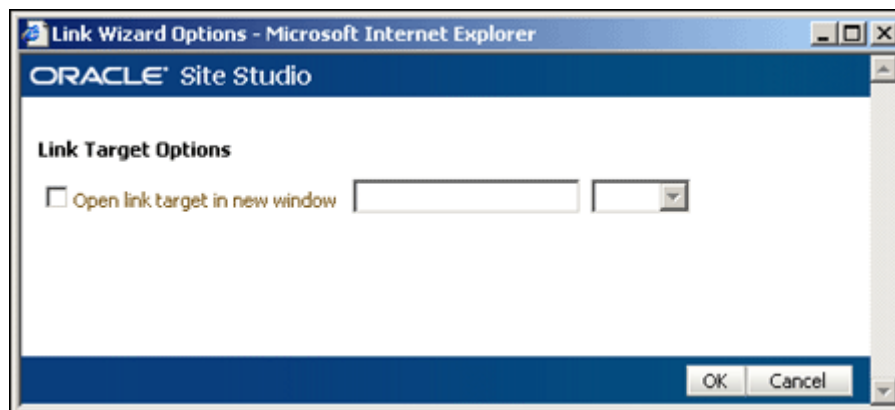 Link Wizard Options - Microsoft Internet Explorer
ORACLE® Site Studio
Link Target Options
Open link target in new window
OK Cancel